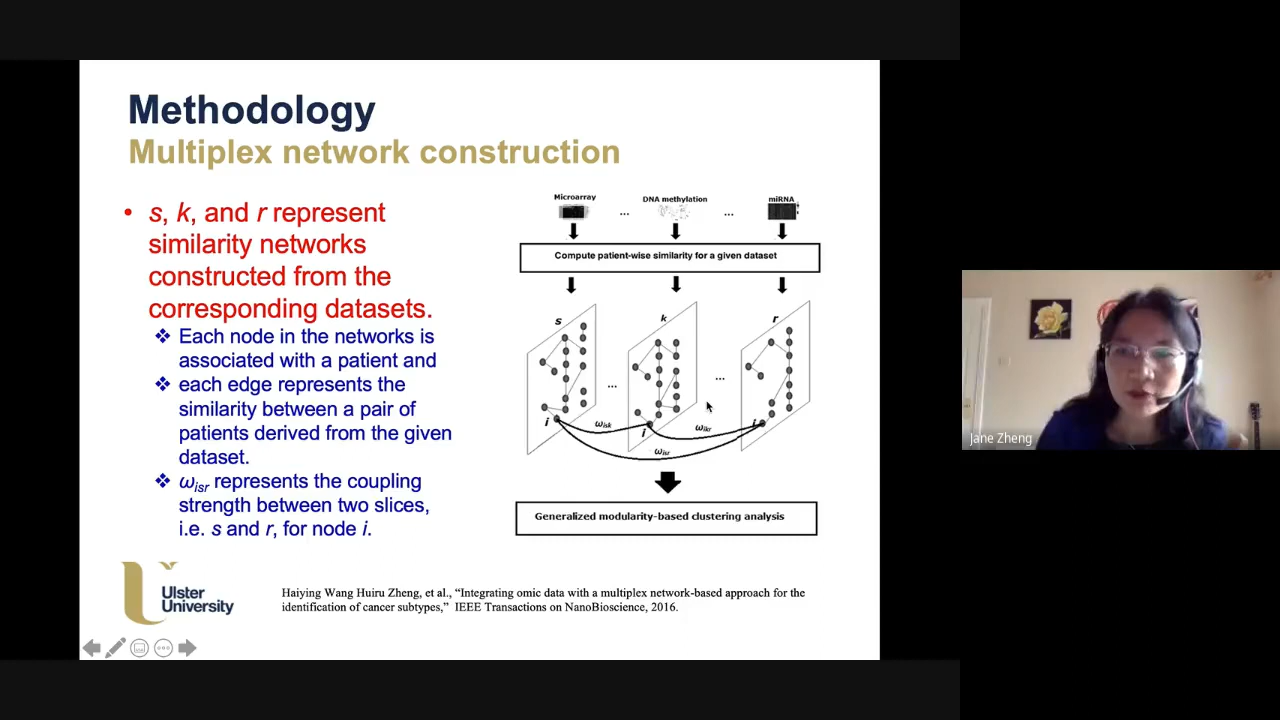 Methodology
Multiplex network construction
• s, k, and r represent
similarity networks
constructed from the
corresponding datasets.
❖ Each node in the networks is
associated with a patient and
❖ each edge represents the
similarity between a pair of
patients derived from the given
dataset.
❖ ωisr represents the coupling
strength between two slices,
i.e. s and r, for node i.
Microarray ... DNA methylation ... miRNA
Compute patient-wise similarity for a given dataset
s k r
... ...
i ωisk i ωikr i
ωisr
Generalized modularity-based clustering analysis
Ulster
University
Haiying Wang Huiru Zheng, et al., “Integrating omic data with a multiplex network-based approach for the
identification of cancer subtypes,” IEEE Transactions on NanoBioscience, 2016.
Jane Zheng